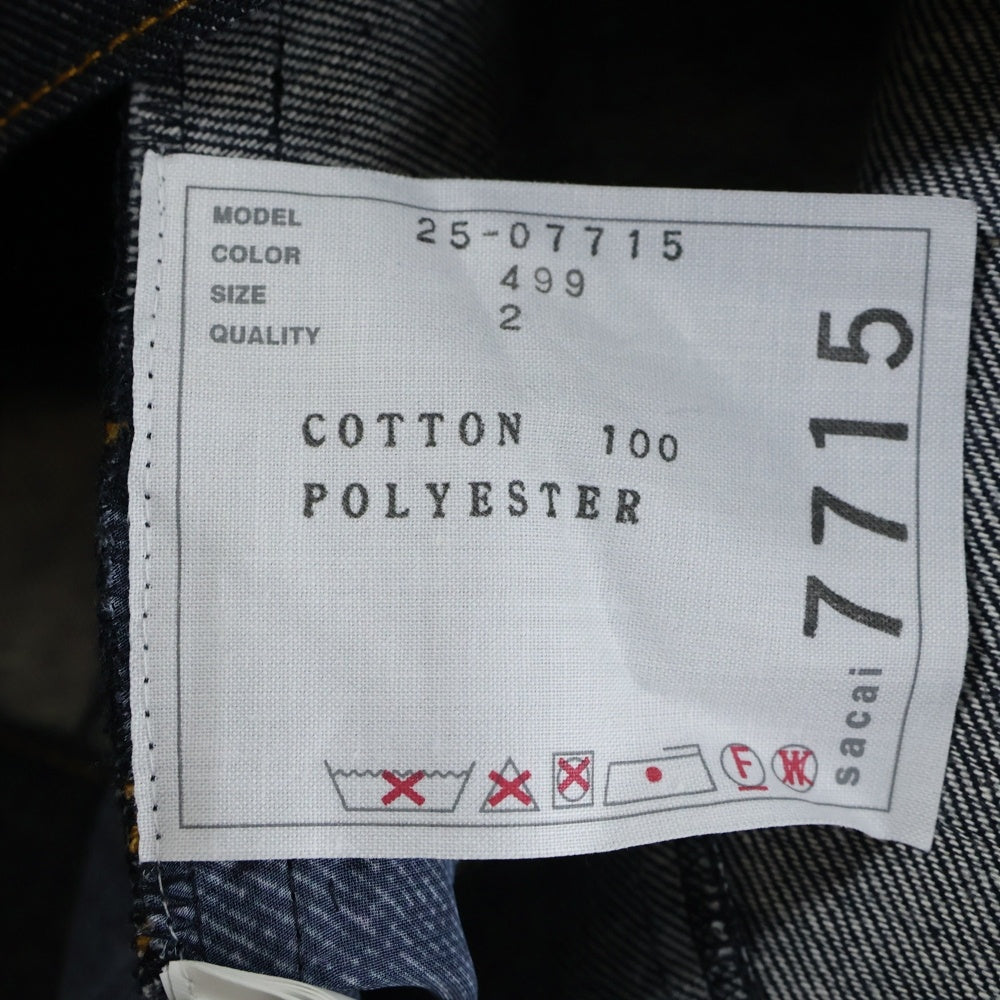 MODEL 25-07715
COLOR 499
SIZE 2
QUALITY
COTTON 100
POLYESTER
sacai 7715
F
W